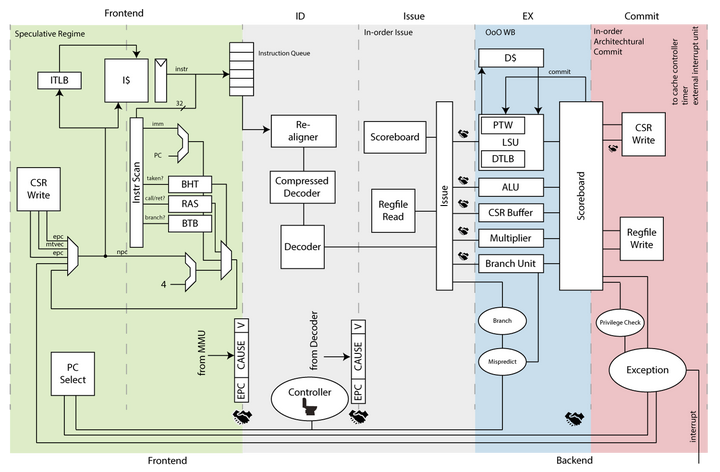 Frontend
ID
Issue
EX
Commit
Speculative Regime
In-order Issue
OoO WB
In-order
Architechtural
Commit
to cache controller
timer
external interrupt unit
ITLB
I$
instr
Instruction Queue
32
D$
commit
Instr Scan
imm
PC
taken?
BHT
call/ret?
RAS
branch?
BTB
CSR
Write
epc
mtvec
epc
npc
4
Re-
aligner
Compressed
Decoder
Decoder
Scoreboard
Regfile
Read
Issue
PTW
LSU
DTLB
ALU
CSR Buffer
Multiplier
Branch Unit
Scoreboard
CSR
Write
Regfile
Write
Branch
Mispredict
Privilege Check
Exception
interrupt
PC
Select
from MMU
EPC CAUSE V
from Decoder
EPC CAUSE V
Controller
Frontend
Backend